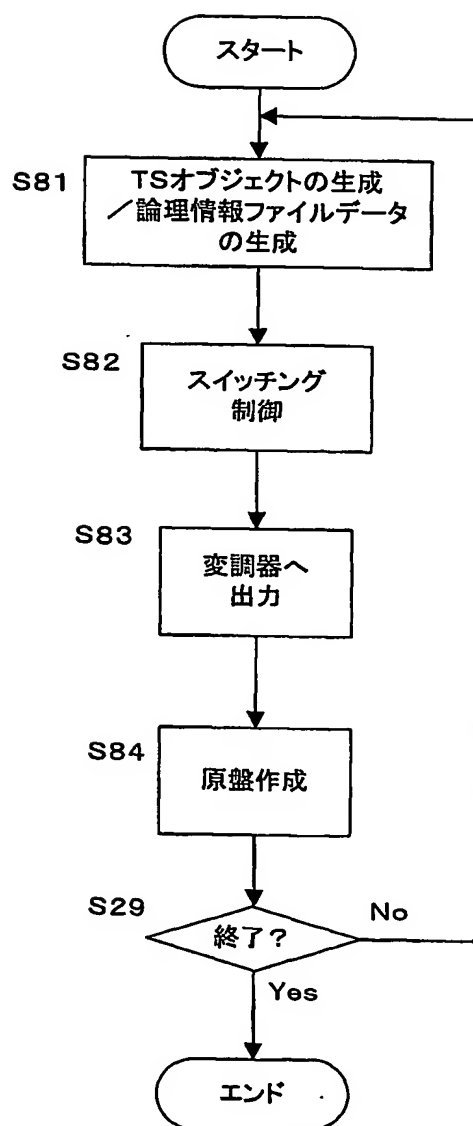 スタート
S81
TSオブジェクトの生成
／論理情報ファイルデータ
の生成
S82
スイッチング
制御
S83
変調器へ
出力
S84
原盤作成
S29
終了？
No
Yes
エンド